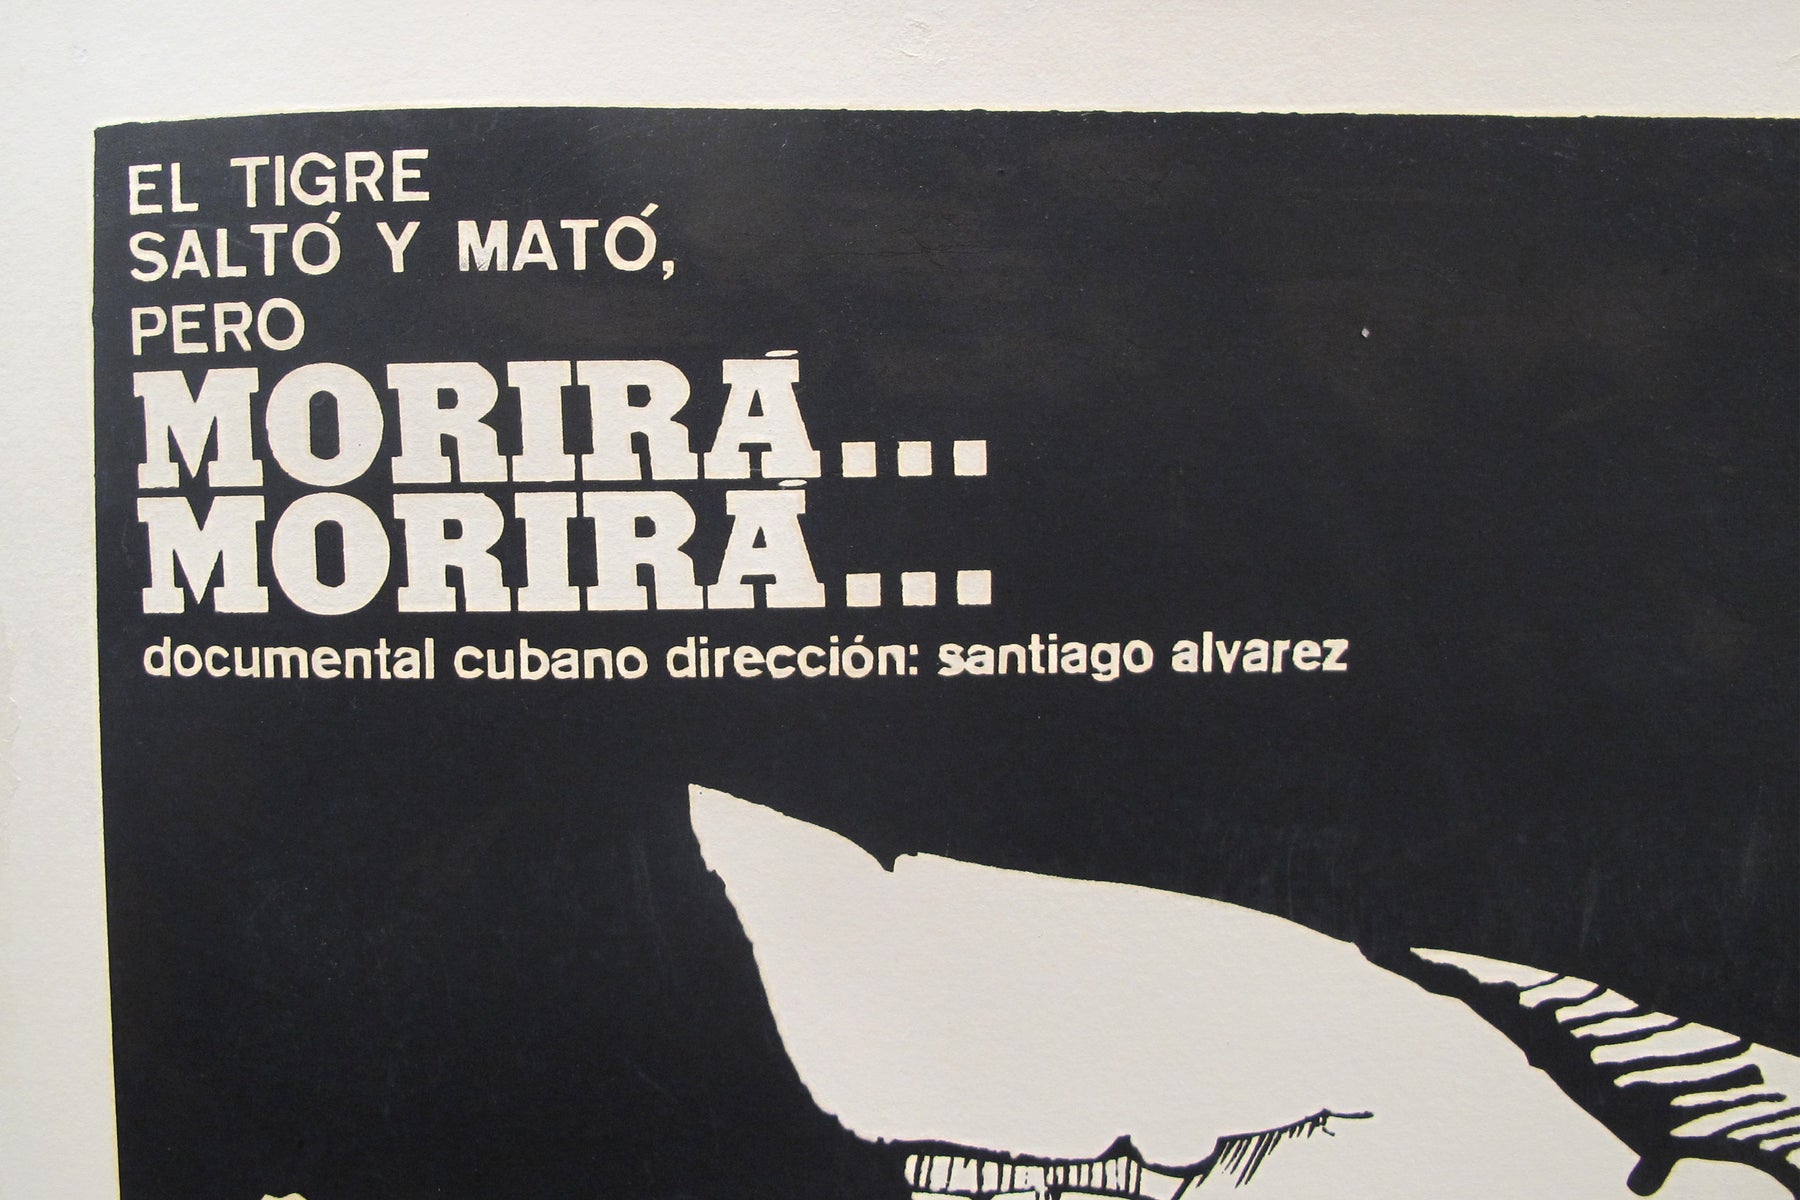 EL TIGRE
SALTÓ Y MATÓ,
PERO
MORIRÁ...
MORIRÁ...
documental cubano dirección: santiago alvarez